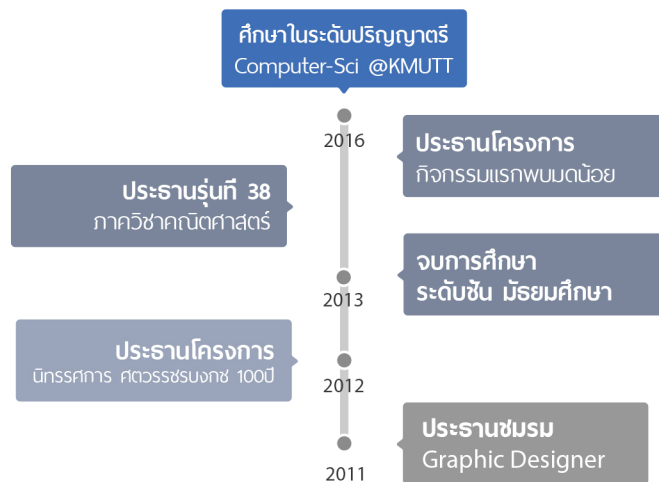 ศึกษาในระดับปริญญาตรี
Computer-Sci @KMUTT
2016
ประธานโครงการ
กิจกรรมแรกพบมดน้อย
ประธานรุ่นที่ 38
ภาควิชาคณิตศาสตร์
จบการศึกษา
ระดับชั้น มัธยมศึกษา
2013
ประธานโครงการ
นิทรรศการ ศตวรรชรบงกช 100ปี
2012
ประธานชมรม
Graphic Designer
2011